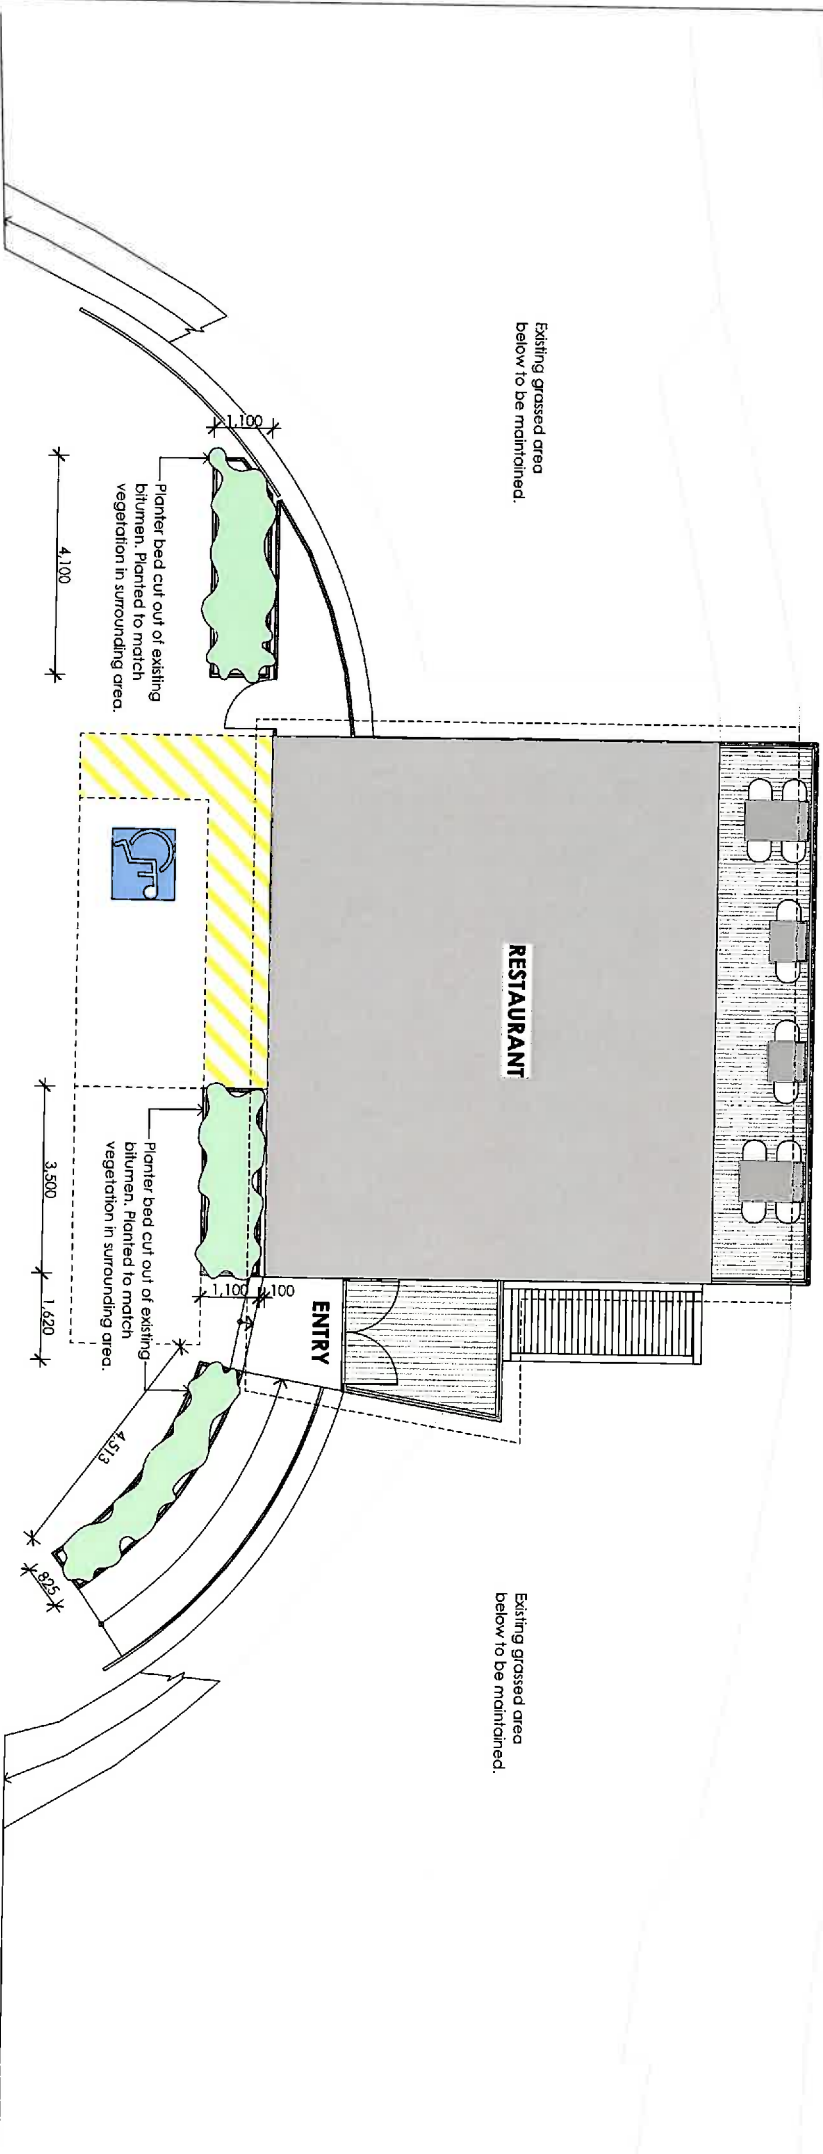 Existing grassed area
below to be maintained.
1,100
4,100
Planter bed cut out of existing
bitumen. Planted to match
vegetation in surrounding area.
RESTAURANT
3,500
1,620
1,100
100
Planter bed cut out of existing
bitumen. Planted to match
vegetation in surrounding area.
ENTRY
4,513
825
Existing grassed area
below to be maintained.